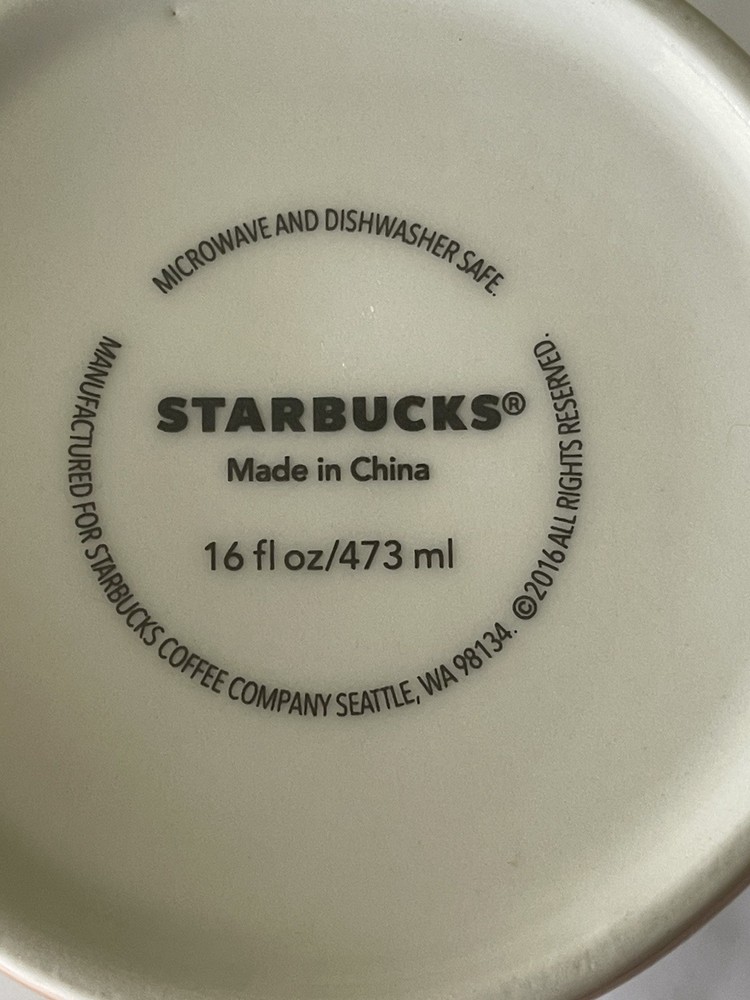 MICROWAVE AND DISHWASHER SAFE.
STARBUCKS®
Made in China
16 fl oz/473 ml
MANUFACTURED FOR STARBUCKS COFFEE COMPANY SEATTLE, WA 98134. ©2016 ALL RIGHTS RESERVED.